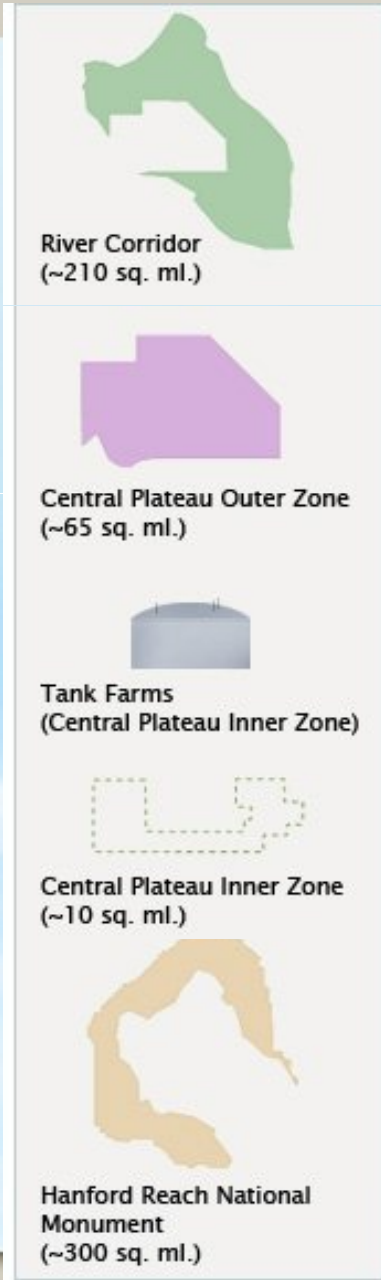 River Corridor
(~210 sq. ml.)
Central Plateau Outer Zone
(~65 sq. ml.)
Tank Farms
(Central Plateau Inner Zone)
Central Plateau Inner Zone
(~10 sq. ml.)
Hanford Reach National
Monument
(~300 sq. ml.)